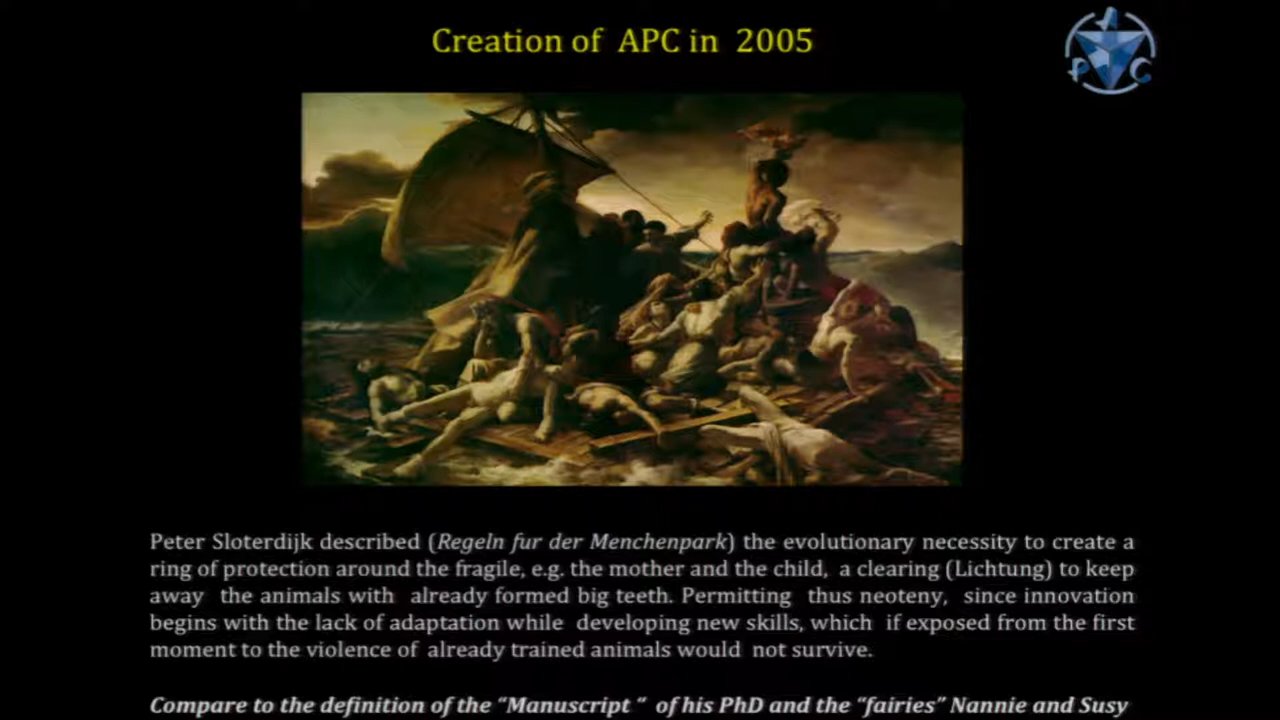 Creation of APC in 2005
A
P C
Peter Sloterdijk described (Regeln fur der Menchenpark) the evolutionary necessity to create a
ring of protection around the fragile, e.g. the mother and the child, a clearing (Lichtung) to keep
away the animals with already formed big teeth. Permitting thus neoteny, since innovation
begins with the lack of adaptation while developing new skills, which if exposed from the first
moment to the violence of already trained animals would not survive.
Compare to the definition of the “Manuscript “ of his PhD and the “fairies” Nannie and Susy